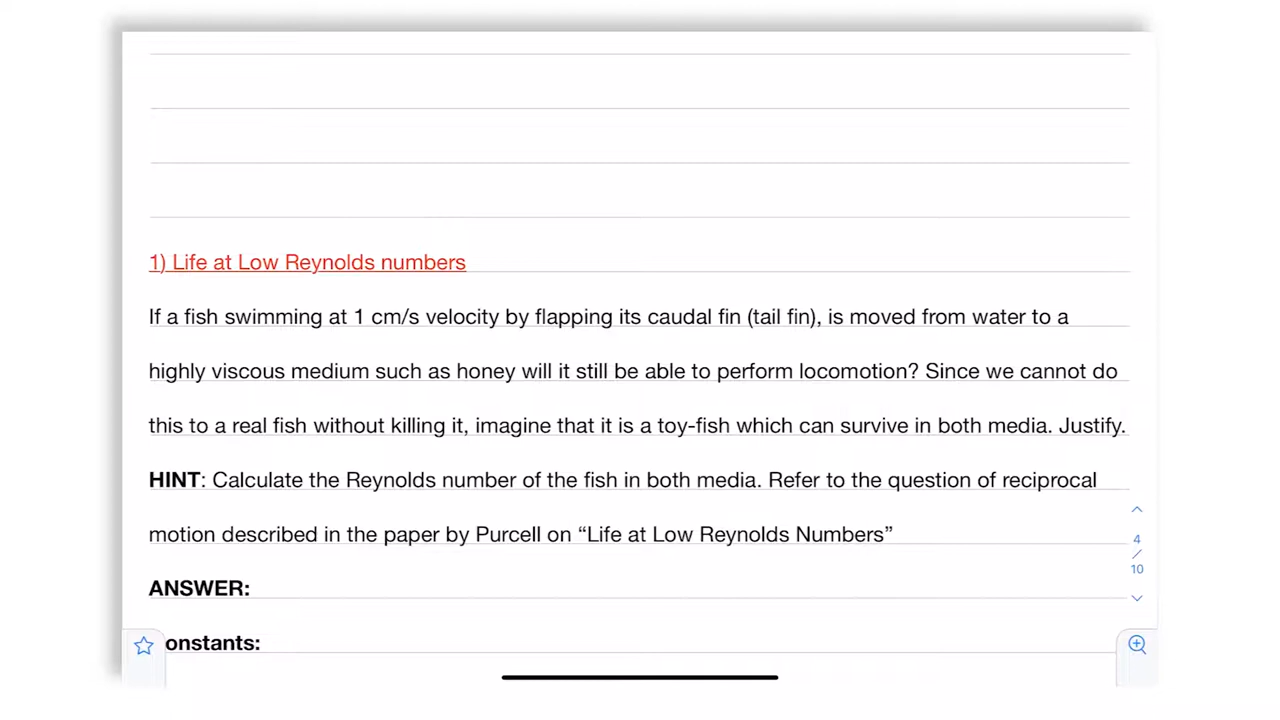 1) Life at Low Reynolds numbers
If a fish swimming at 1 cm/s velocity by flapping its caudal fin (tail fin), is moved from water to a
highly viscous medium such as honey will it still be able to perform locomotion? Since we cannot do
this to a real fish without killing it, imagine that it is a toy-fish which can survive in both media. Justify.
HINT: Calculate the Reynolds number of the fish in both media. Refer to the question of reciprocal
motion described in the paper by Purcell on “Life at Low Reynolds Numbers”
4
/
10
ANSWER:
onstants: